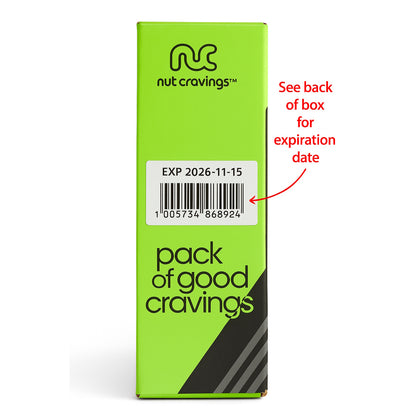 nut cravings™
See back
of box
for
expiration
date
EXP 2026-11-15
1 005734 868924
pack
of good
cravings